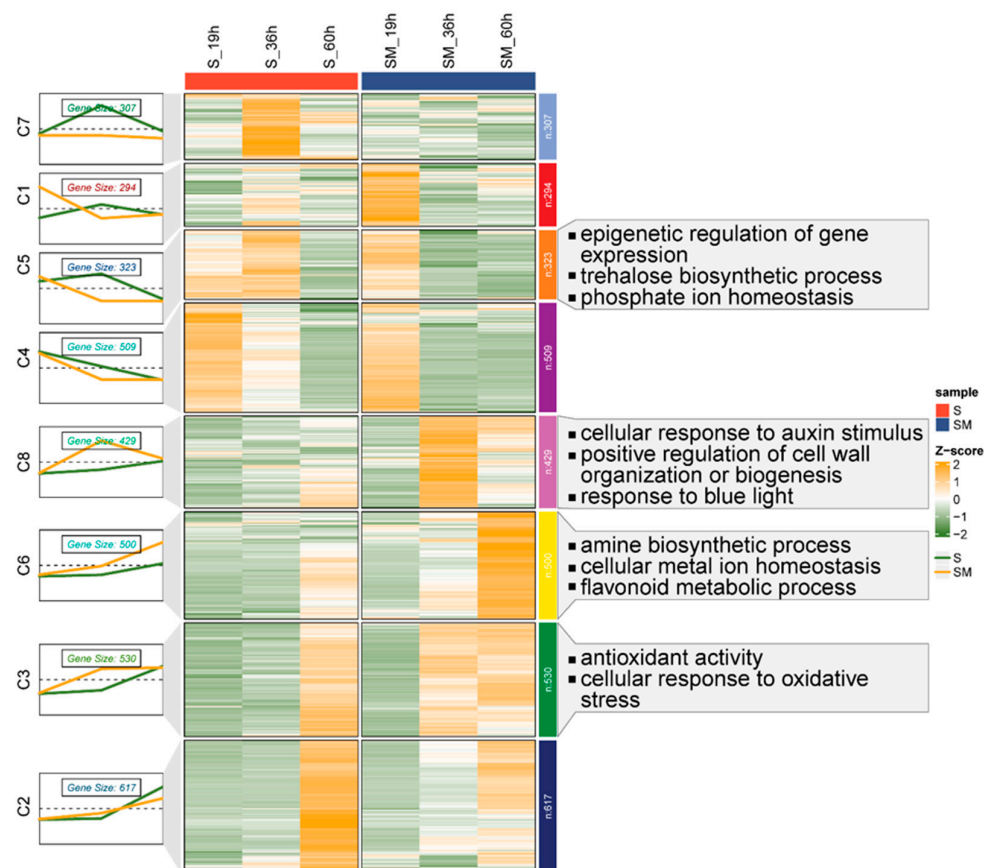 S_19h
S_36h
S_60h
SM_19h
SM_36h
SM_60h
C7
Gene Size: 307
n:307
C1
Gene Size: 294
n:294
C5
Gene Size: 323
n:323
▪ epigenetic regulation of gene
expression
▪ trehalose biosynthetic process
▪ phosphate ion homeostasis
C4
Gene Size: 509
n:509
C8
Gene Size: 429
n:429
▪ cellular response to auxin stimulus
▪ positive regulation of cell wall
organization or biogenesis
▪ response to blue light
C6
Gene Size: 500
n:500
▪ amine biosynthetic process
▪ cellular metal ion homeostasis
▪ flavonoid metabolic process
C3
Gene Size: 530
n:530
▪ antioxidant activity
▪ cellular response to oxidative
stress
C2
Gene Size: 617
n:617
sample
S
SM
Z−score
2
1
0
−1
−2
S
SM